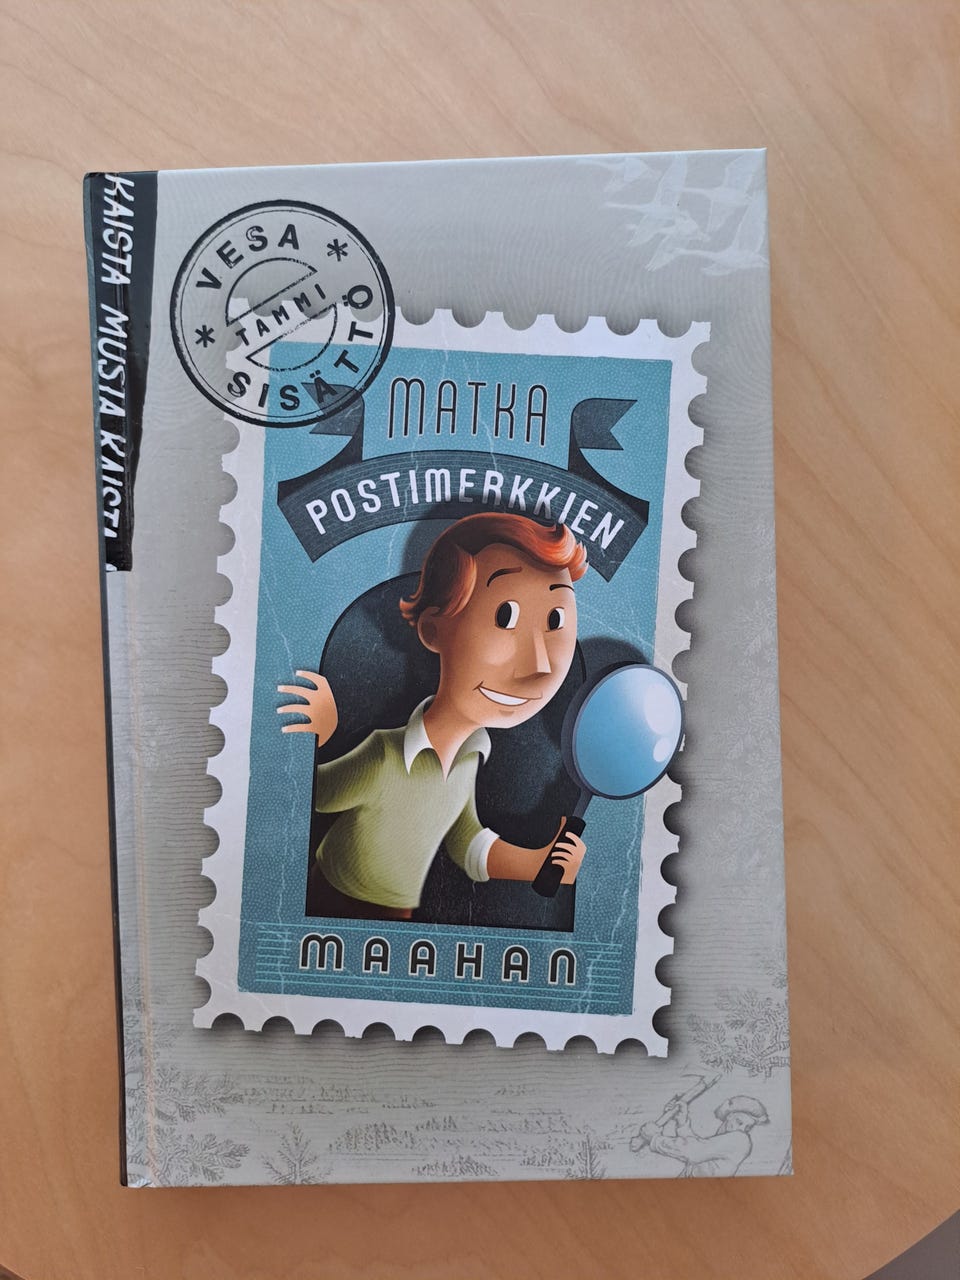 KAISTA MUSTA KAISTA
VESA
TAMMI
SISÄTTÖ
MATKA
POSTIMERKKIEN
MAAHAN